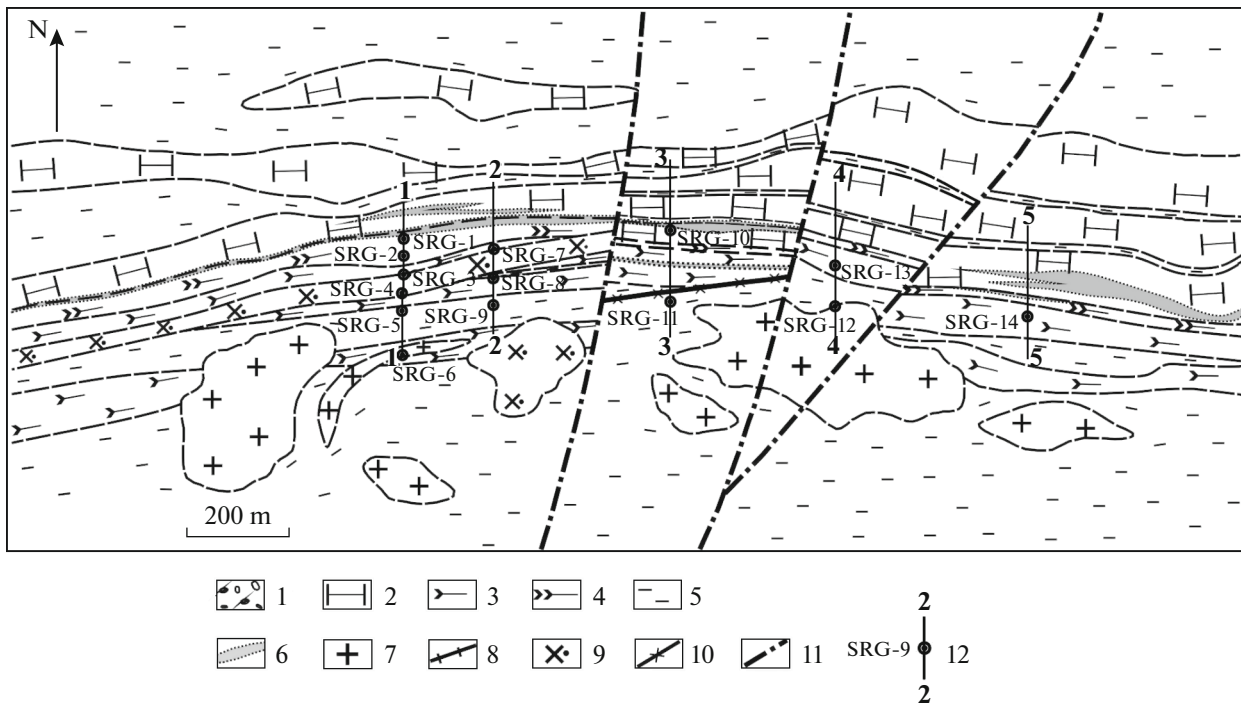 N
3
2
4
1
5
SRG-1
SRG-10
SRG-2
SRG-7
SRG-13
SRG-3
SRG-4
SRG-8
SRG-5
SRG-9
SRG-11
SRG-12
SRG-14
2
3
4
5
1
SRG-6
200 m
1 2 3 4 5
2
6 7 8 9 10 11 SRG-9 12
2